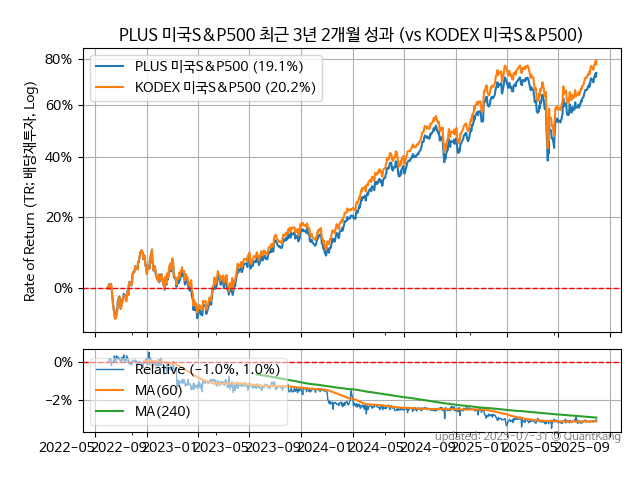 PLUS 미국S&P500 최근 3년 2개월 성과 (vs KODEX 미국S&P500)
Rate of Return (TR: 배당재투자, Log)
80%
60%
40%
20%
0%
PLUS 미국S&P500 (19.1%)
KODEX 미국S&P500 (20.2%)
0%
−2%
Relative (−1.0%, 1.0%)
MA(60)
MA(240)
2022-05
2022-09
2023-01
2023-05
2023-09
2024-01
2024-05
2024-09
2025-01
2025-05
2025-09
updated: 2025-07-31 © QuantKang